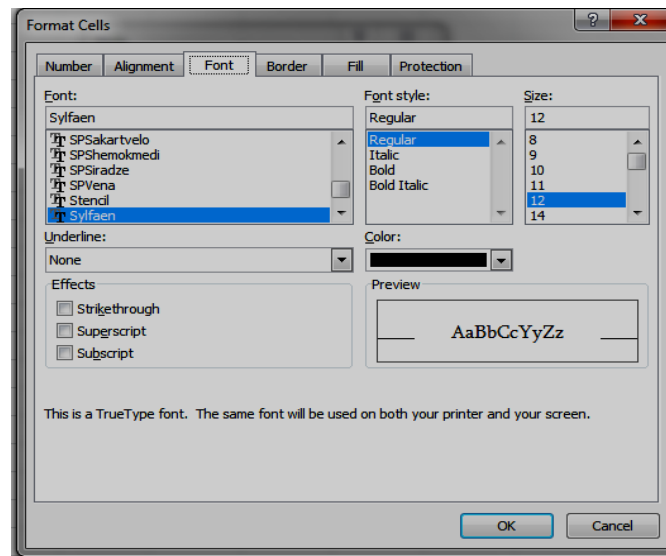 Format Cells
Number Alignment Font Border Fill Protection
Font: Font style: Size:
Sylfaen Regular 12
SPSakartvelo Regular 8
SPShemokmedi Italic 9
SPSiradze Bold 10
SPVena Bold Italic 11
Stencil 12
Sylfaen 14
Underline: Color:
None
Effects Preview
Strikethrough
Superscript AaBbCcYyZz
Subscript
This is a TrueType font. The same font will be used on both your printer and your screen.
OK Cancel